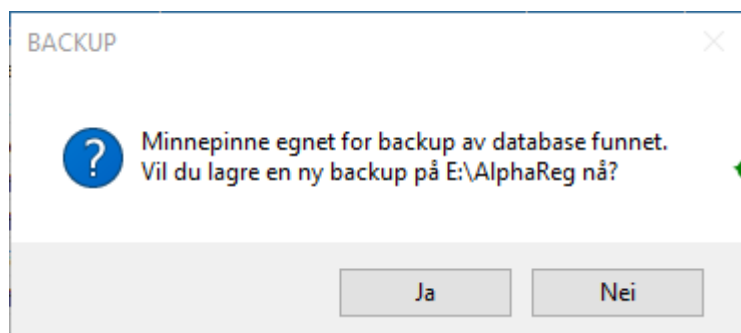 BACKUP
Minnepinne egnet for backup av database funnet.
Vil du lagre en ny backup på E:\AlphaReg nå?
Ja
Nei